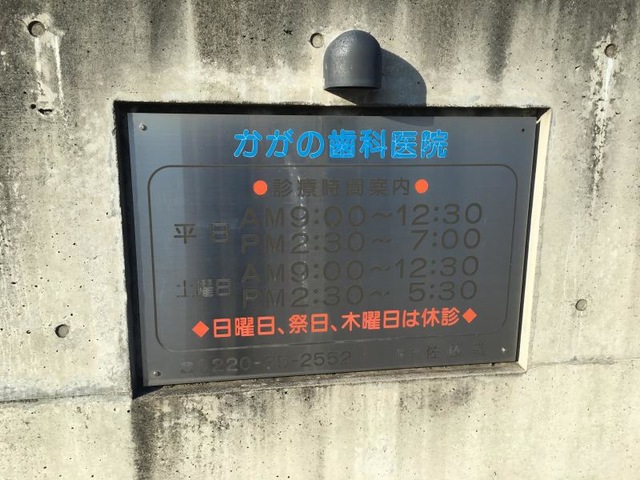 かがの歯科医院
●診療時間案内●
平日 AM9:00〜12:30
PM2:30〜 7:00
土曜日 AM9:00〜12:30
PM2:30〜 5:30
◆日曜日、祭日、木曜日は休診◆